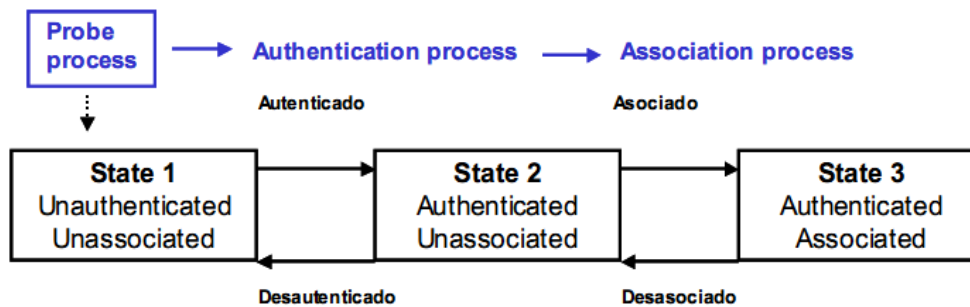 Probe
process
Authentication process
Association process
Autenticado
Asociado
State 1
Unauthenticated
Unassociated
State 2
Authenticated
Unassociated
State 3
Authenticated
Associated
Desautenticado
Desasociado